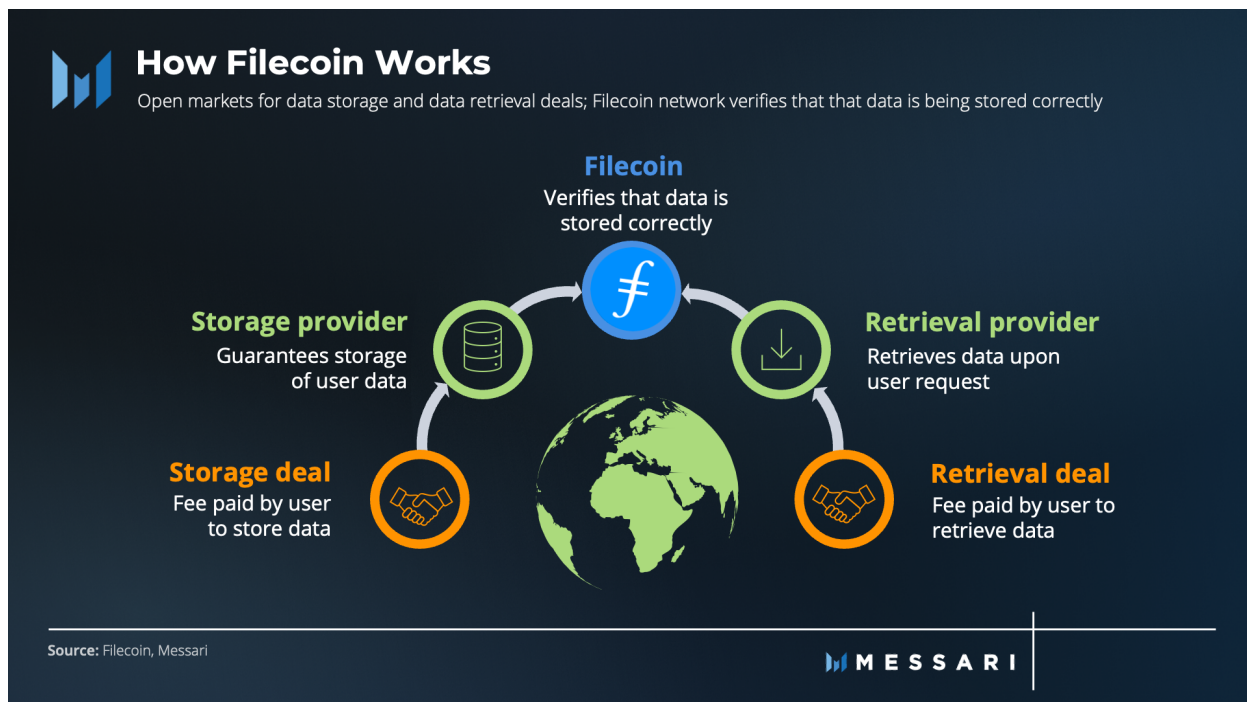 How Filecoin Works
Open markets for data storage and data retrieval deals; Filecoin network verifies that that data is being stored correctly
Filecoin
Verifies that data is
stored correctly
Storage provider
Guarantees storage
of user data
Retrieval provider
Retrieves data upon
user request
Storage deal
Fee paid by user
to store data
Retrieval deal
Fee paid by user to
retrieve data
Source: Filecoin, Messari
MESSARI